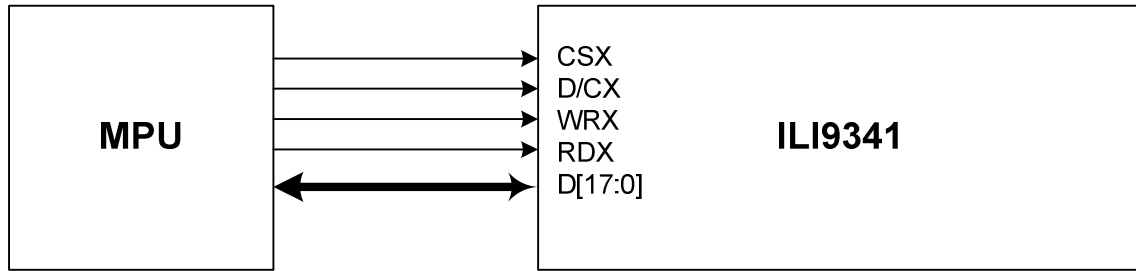 MPU
CSX
D/CX
WRX
RDX
D[17:0]
ILI9341